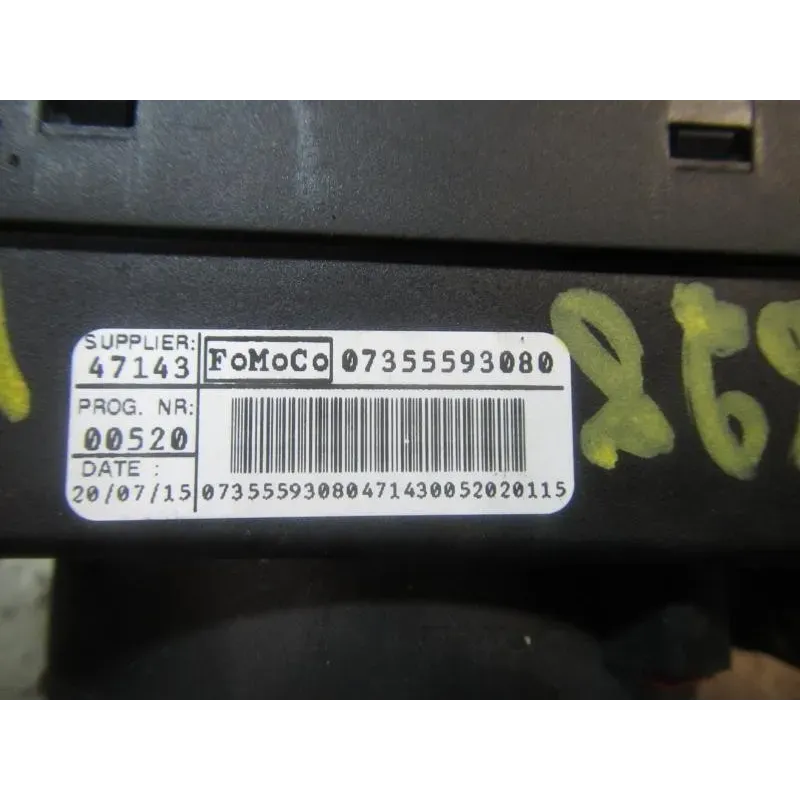 SUPPLIER:
47143
FoMoCo 07355593080
PROG. NR:
00520
DATE :
20/07/15
07355593080471430052020115